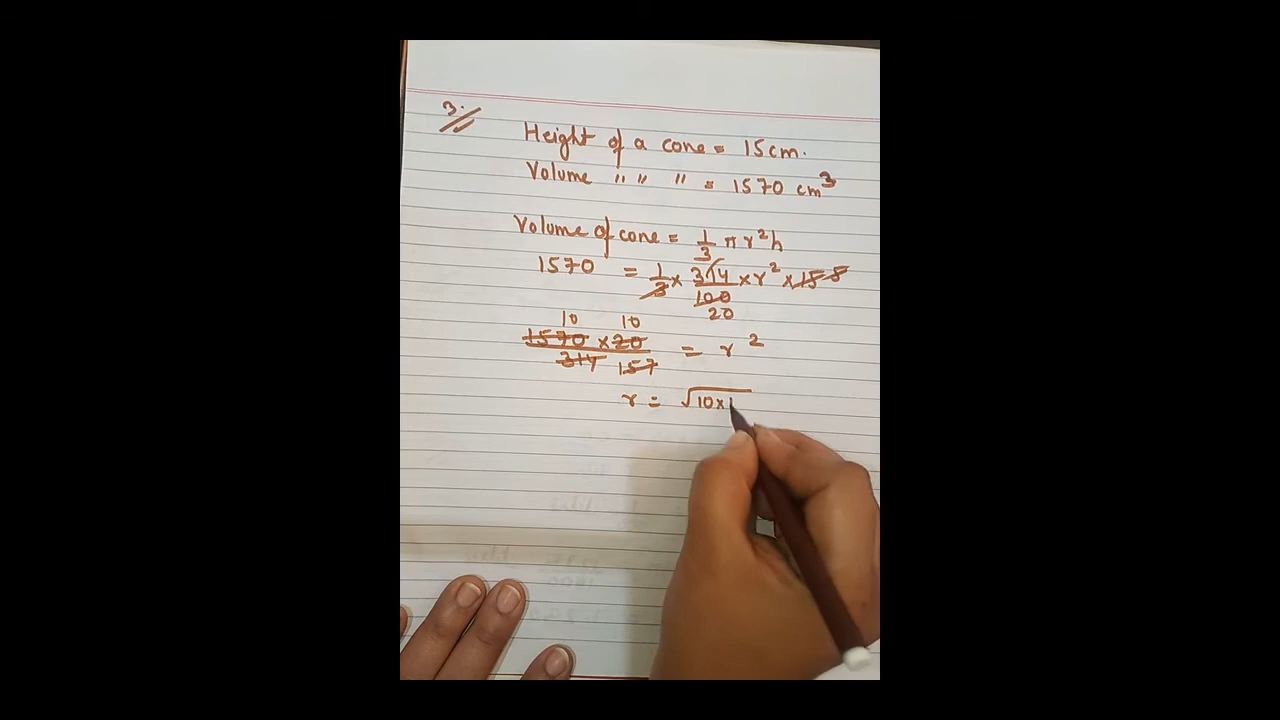 3.
Height of a cone = 15cm.
Volume " " " = 1570 cm³
Volume of cone = 1/3 π r²h
1570 = 1/3 × 314/100 × r² × 15 5
20
10 10
1570 × 20 / 314 157 = r²
r = √10×1